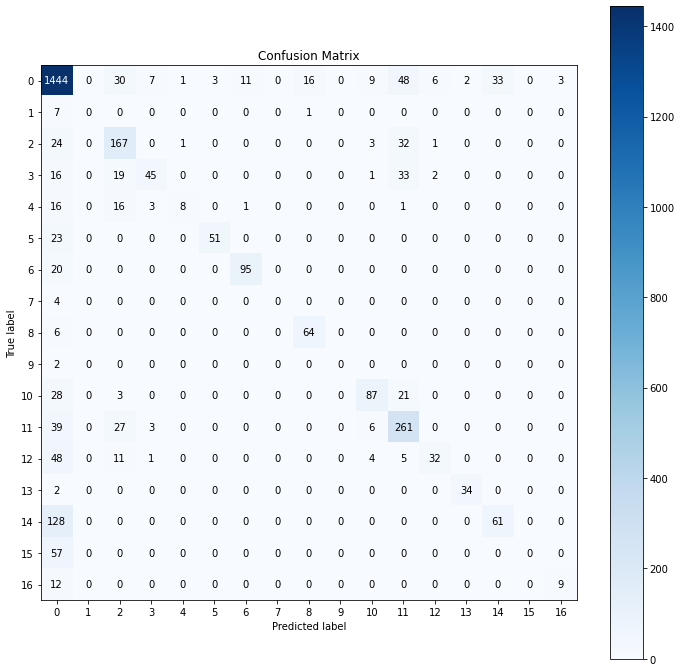 Confusion Matrix
0 1444 0 30 7 1 3 11 0 16 0 9 48 6 2 33 0 3
1 7 0 0 0 0 0 0 0 1 0 0 0 0 0 0 0 0
2 24 0 167 0 1 0 0 0 0 0 3 32 1 0 0 0 0
3 16 0 19 45 0 0 0 0 0 0 1 33 2 0 0 0 0
4 16 0 16 3 8 0 1 0 0 0 0 1 0 0 0 0 0
5 23 0 0 0 0 51 0 0 0 0 0 0 0 0 0 0 0
6 20 0 0 0 0 0 95 0 0 0 0 0 0 0 0 0 0
7 4 0 0 0 0 0 0 0 0 0 0 0 0 0 0 0 0
8 6 0 0 0 0 0 0 0 64 0 0 0 0 0 0 0 0
9 2 0 0 0 0 0 0 0 0 0 0 0 0 0 0 0 0
10 28 0 3 0 0 0 0 0 0 0 87 21 0 0 0 0 0
11 39 0 27 3 0 0 0 0 0 0 6 261 0 0 0 0 0
12 48 0 11 1 0 0 0 0 0 0 4 5 32 0 0 0 0
13 2 0 0 0 0 0 0 0 0 0 0 0 0 34 0 0 0
14 128 0 0 0 0 0 0 0 0 0 0 0 0 0 61 0 0
15 57 0 0 0 0 0 0 0 0 0 0 0 0 0 0 0 0
16 12 0 0 0 0 0 0 0 0 0 0 0 0 0 0 0 9
0 1 2 3 4 5 6 7 8 9 10 11 12 13 14 15 16
Predicted label
True label
1400
1200
1000
800
600
400
200
0